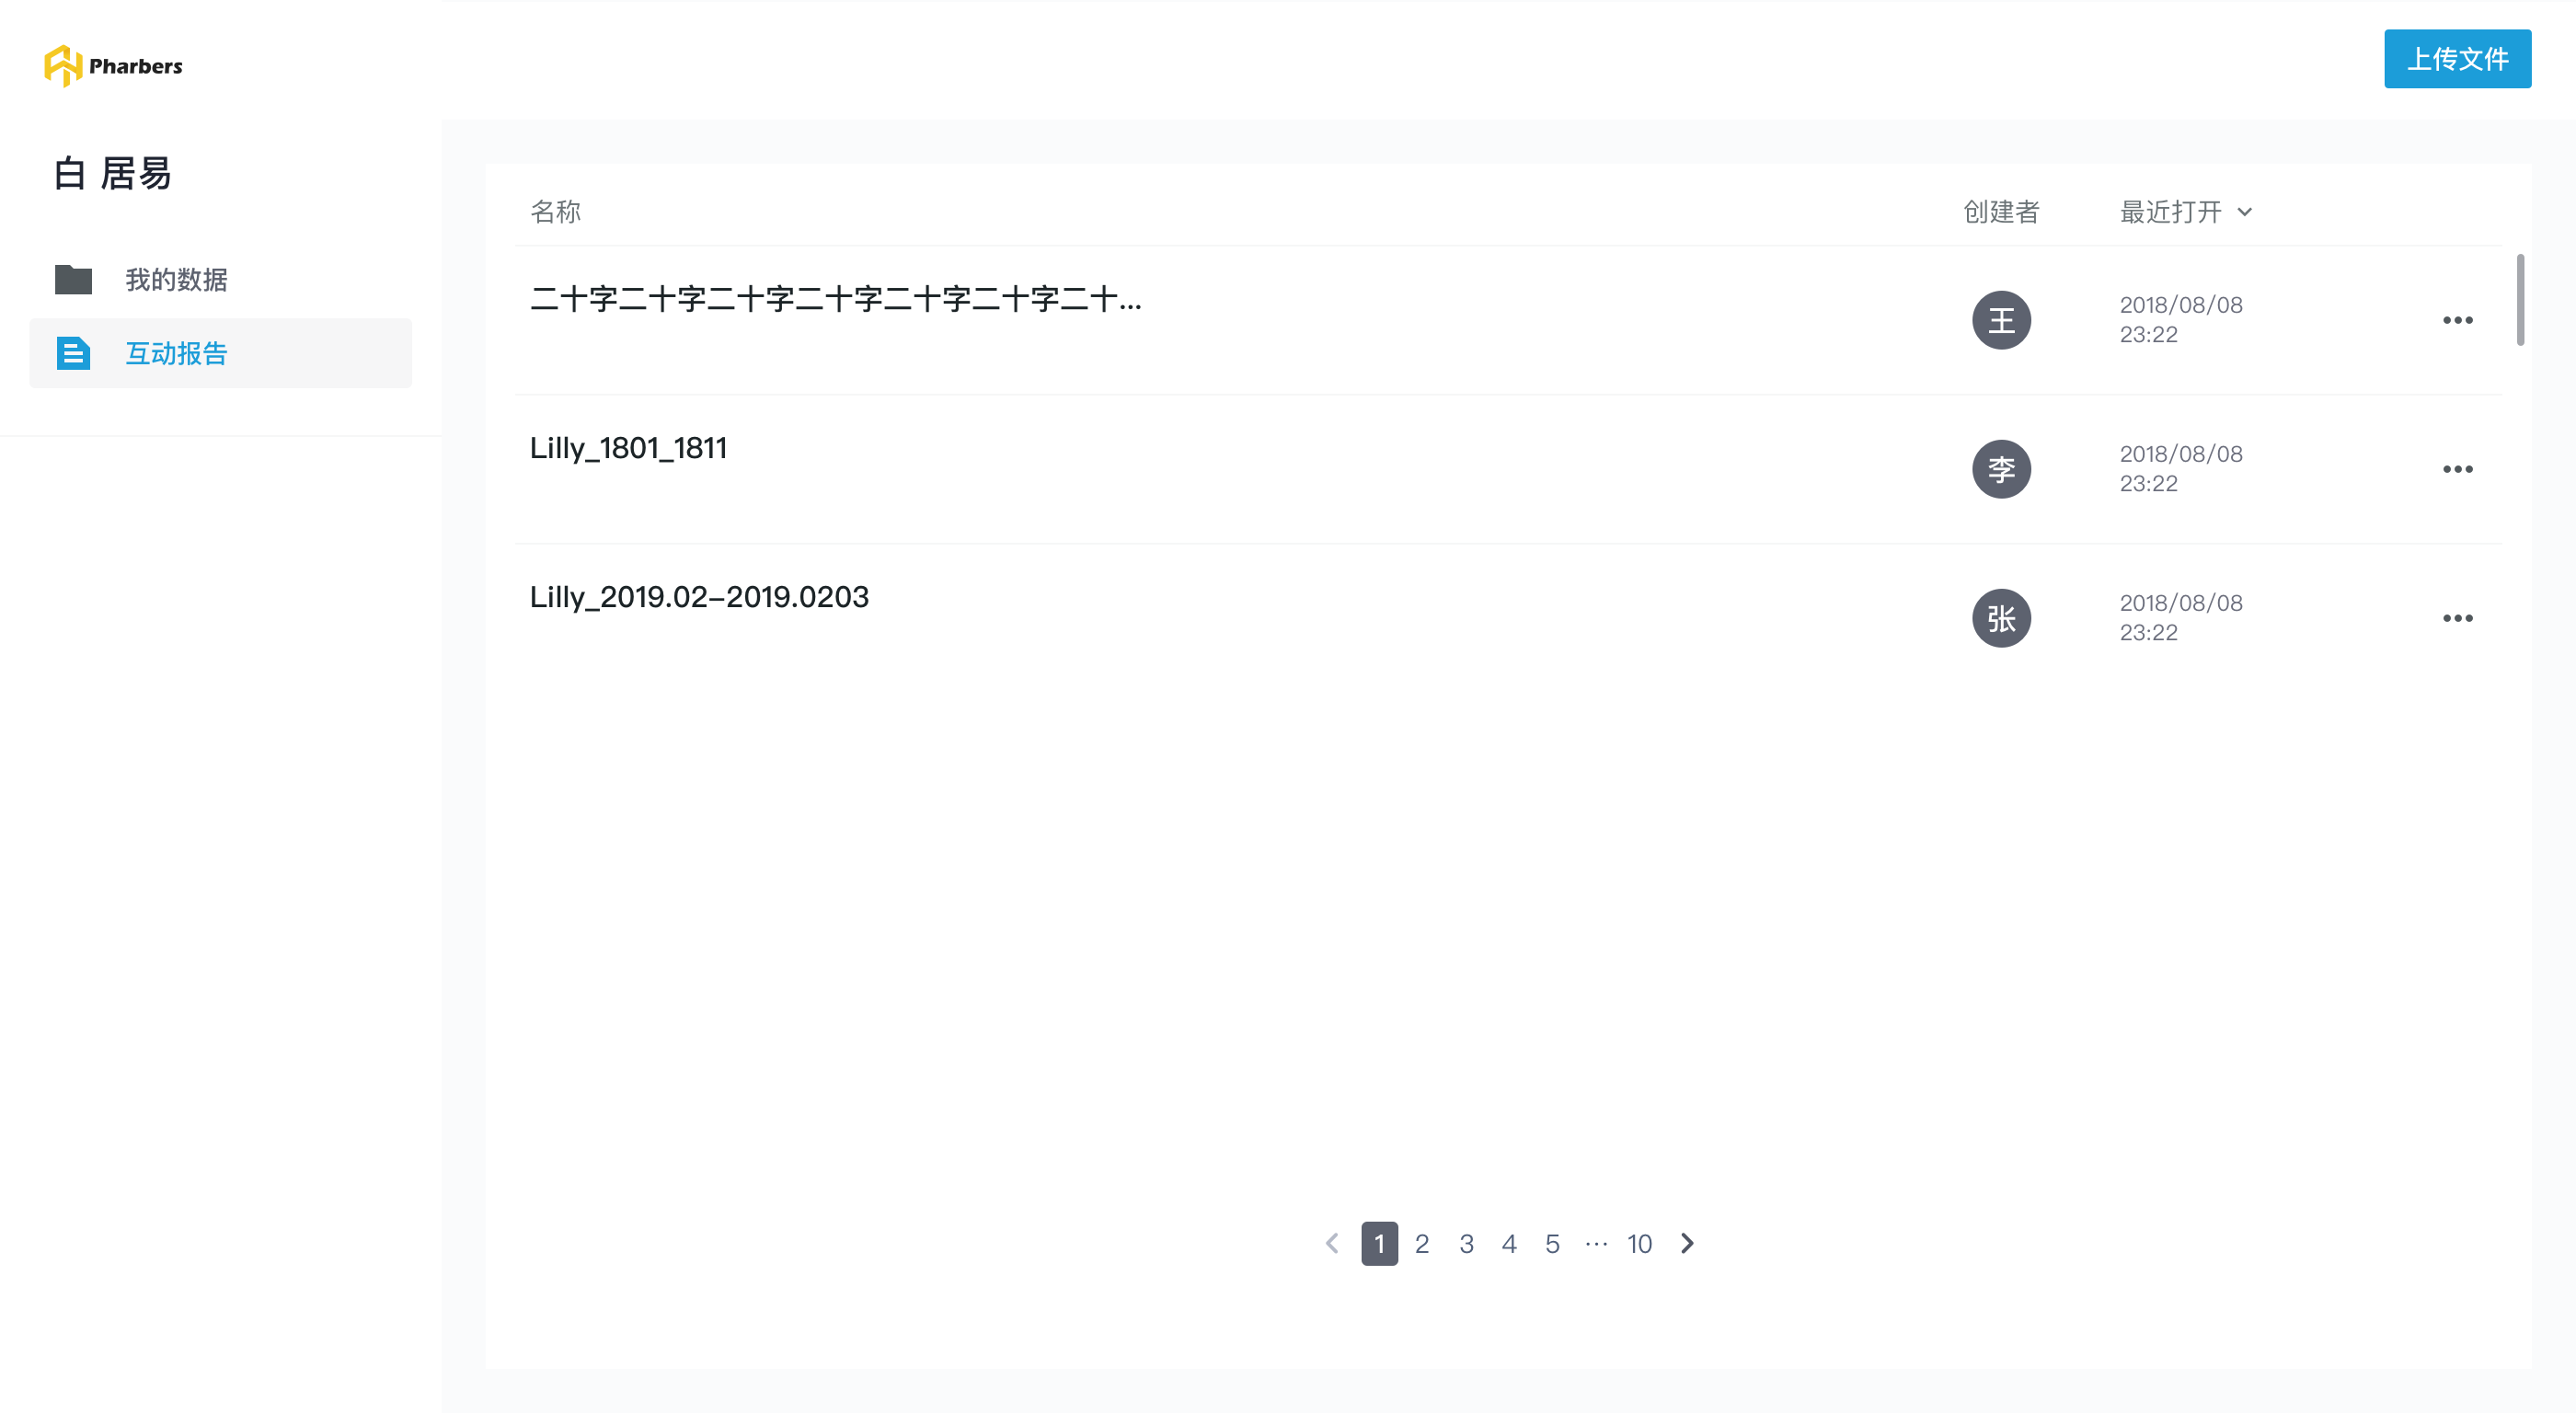 Pharbers
上传文件
白 居易
我的数据
互动报告
名称 创建者 最近打开
二十字二十字二十字二十字二十字二十字二十... 王 2018/08/08
23:22
Lilly_1801_1811 李 2018/08/08
23:22
Lilly_2019.02-2019.0203 张 2018/08/08
23:22
1 2 3 4 5 ··· 10